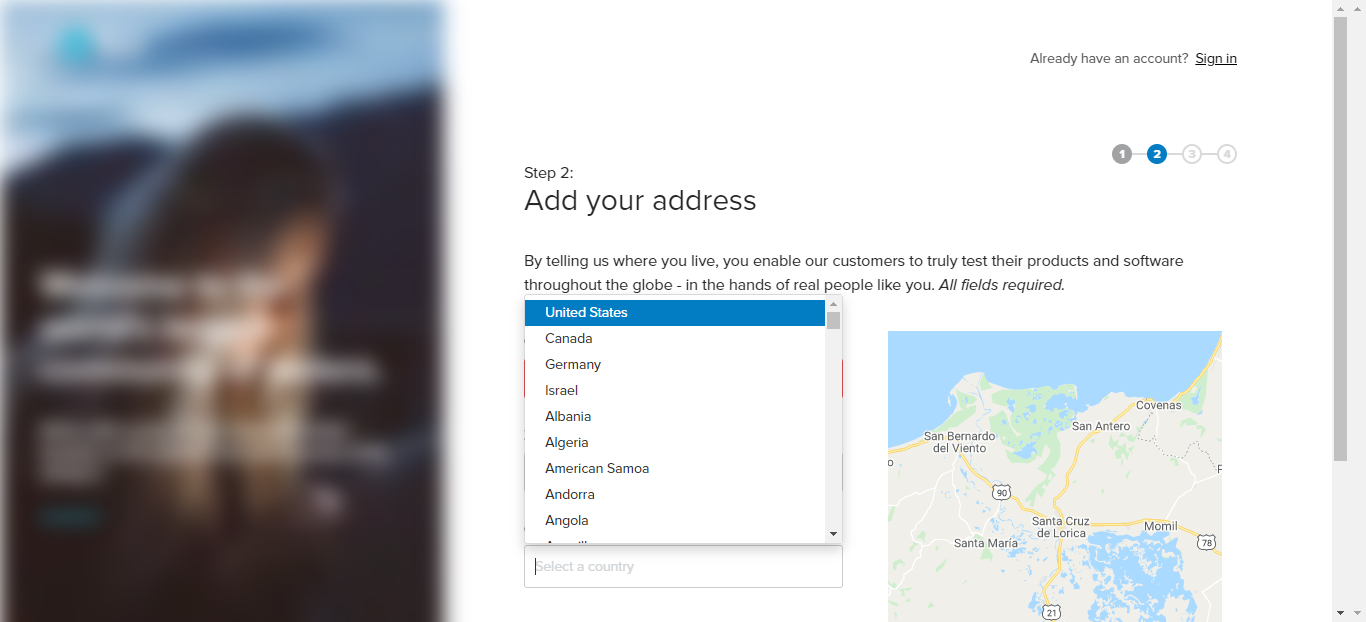 Already have an account? Sign in
1 2 3 4
Step 2:
Add your address
By telling us where you live, you enable our customers to truly test their products and software
throughout the globe - in the hands of real people like you. All fields required.
United States
Canada
Germany
Israel
Albania
Algeria
American Samoa
Andorra
Angola
Select a country
Covenas
San Antero
San Bernardo
del Viento
90
Santa Cruz
de Lorica
Momil
Santa Maria
78
21